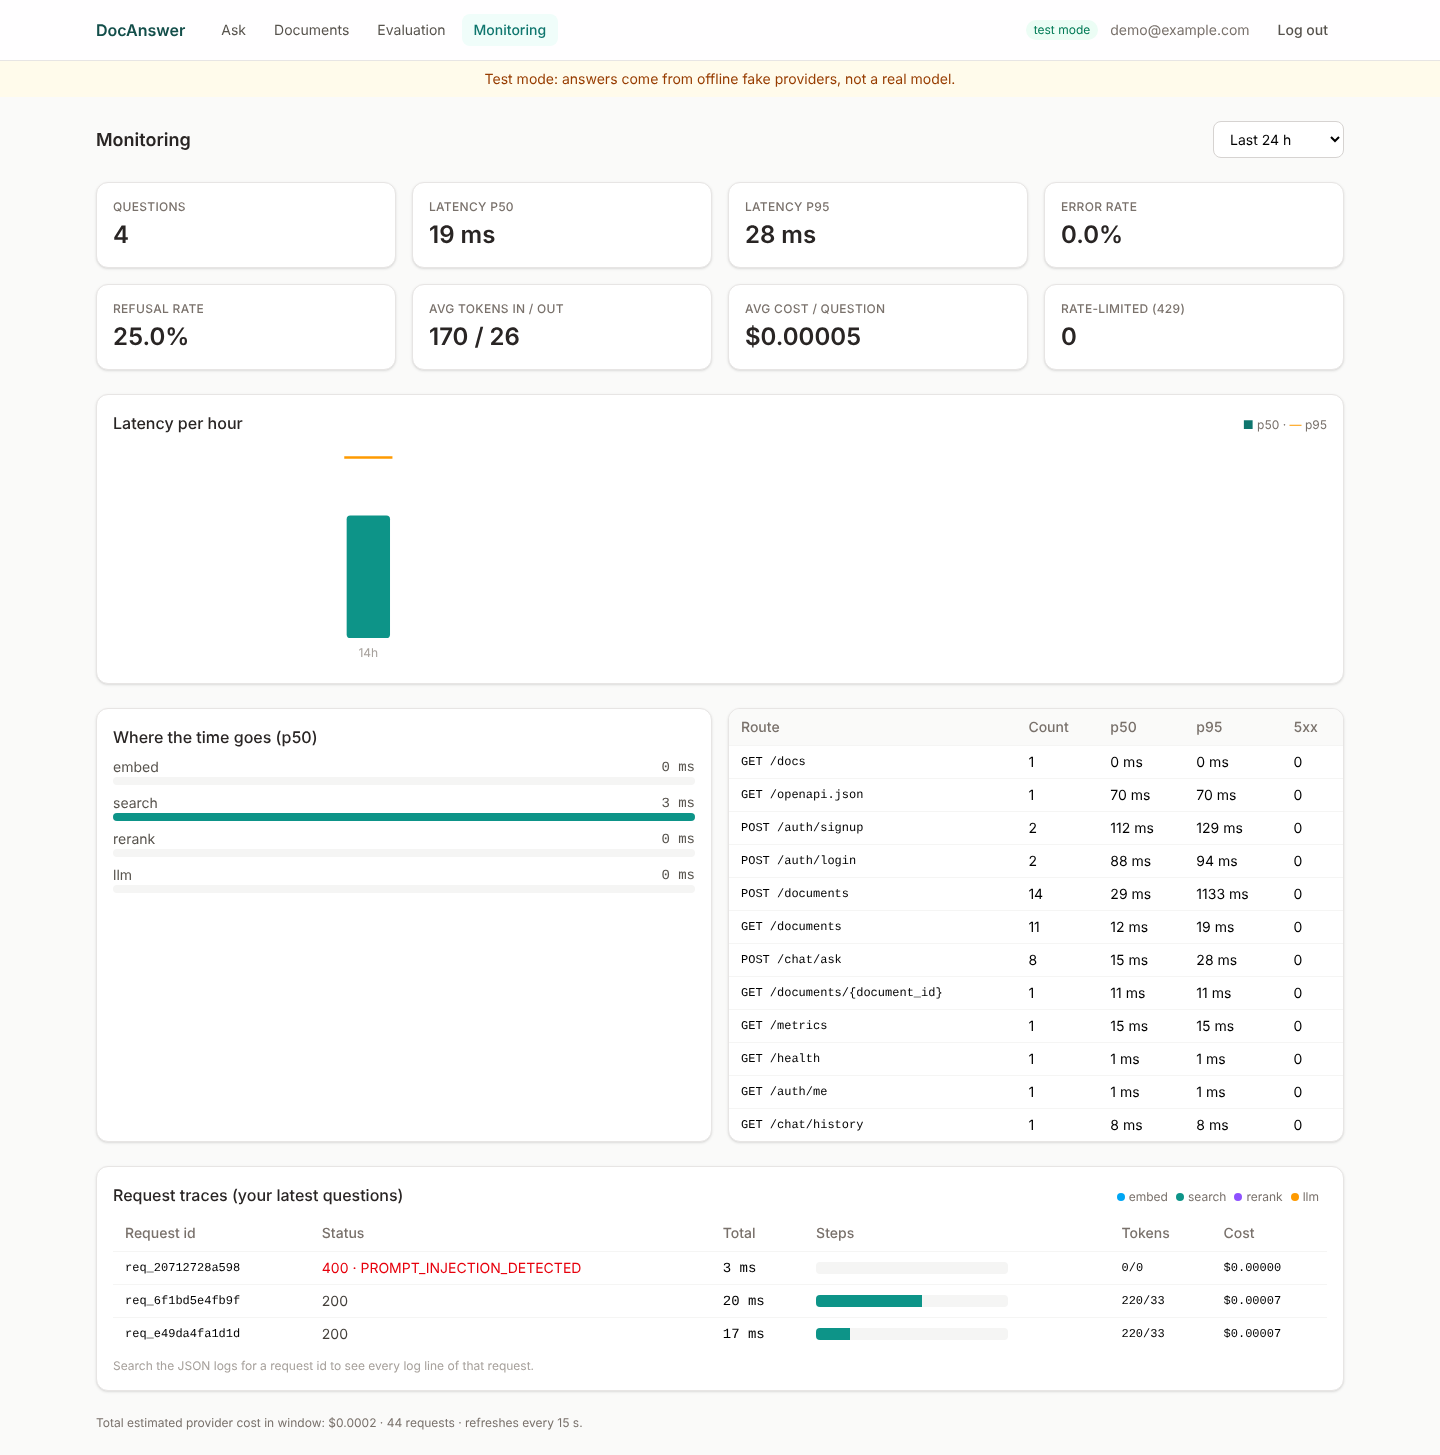 DocAnswer Ask Documents Evaluation Monitoring test mode demo@example.com Log out
Test mode: answers come from offline fake providers, not a real model.
Monitoring Last 24 h
QUESTIONS LATENCY P50 LATENCY P95 ERROR RATE
4 19 ms 28 ms 0.0%
REFUSAL RATE AVG TOKENS IN / OUT AVG COST / QUESTION RATE-LIMITED (429)
25.0% 170 / 26 $0.00005 0
Latency per hour p50 · — p95
14h
Where the time goes (p50)
embed 0 ms
search 3 ms
rerank 0 ms
llm 0 ms
Route Count p50 p95 5xx
GET /docs 1 0 ms 0 ms 0
GET /openapi.json 1 70 ms 70 ms 0
POST /auth/signup 2 112 ms 129 ms 0
POST /auth/login 2 88 ms 94 ms 0
POST /documents 14 29 ms 1133 ms 0
GET /documents 11 12 ms 19 ms 0
POST /chat/ask 8 15 ms 28 ms 0
GET /documents/{document_id} 1 11 ms 11 ms 0
GET /metrics 1 15 ms 15 ms 0
GET /health 1 1 ms 1 ms 0
GET /auth/me 1 1 ms 1 ms 0
GET /chat/history 1 8 ms 8 ms 0
Request traces (your latest questions) embed search rerank llm
Request id Status Total Steps Tokens Cost
req_20712728a598 400 · PROMPT_INJECTION_DETECTED 3 ms 0/0 $0.00000
req_6f1bd5e4fb9f 200 20 ms 220/33 $0.00007
req_e49da4fa1d1d 200 17 ms 220/33 $0.00007
Search the JSON logs for a request id to see every log line of that request.
Total estimated provider cost in window: $0.0002 · 44 requests · refreshes every 15 s.